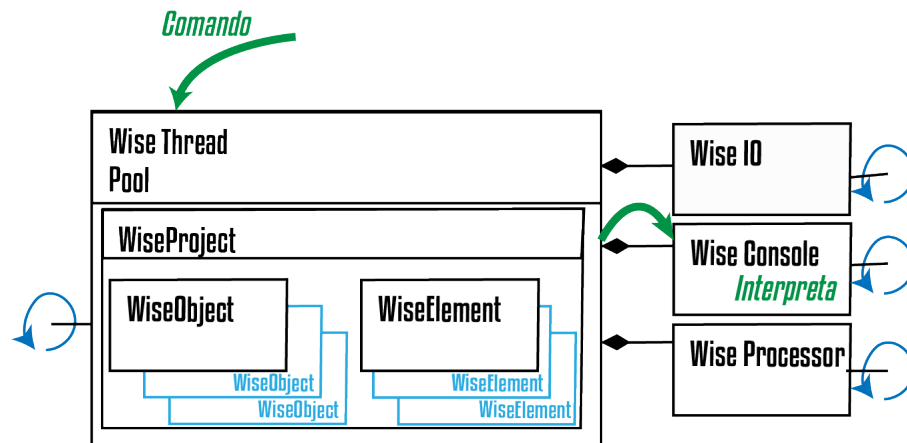 Comando
Wise Thread
Pool
Wise IO
WiseProject
Wise Console
Interpreta
WiseObject
WiseElement
Wise Processor
WiseObject
WiseElement
WiseObject
WiseElement